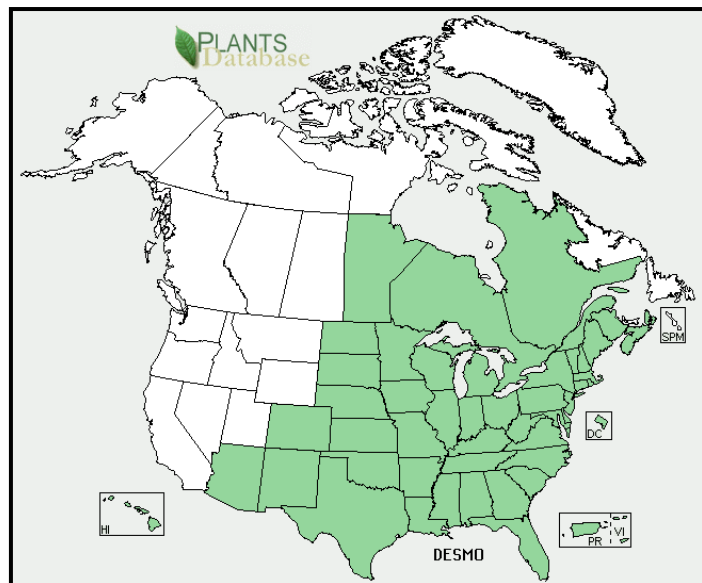 PLANTS
Database
SPM
DC
HI
PR
VI
DESMO